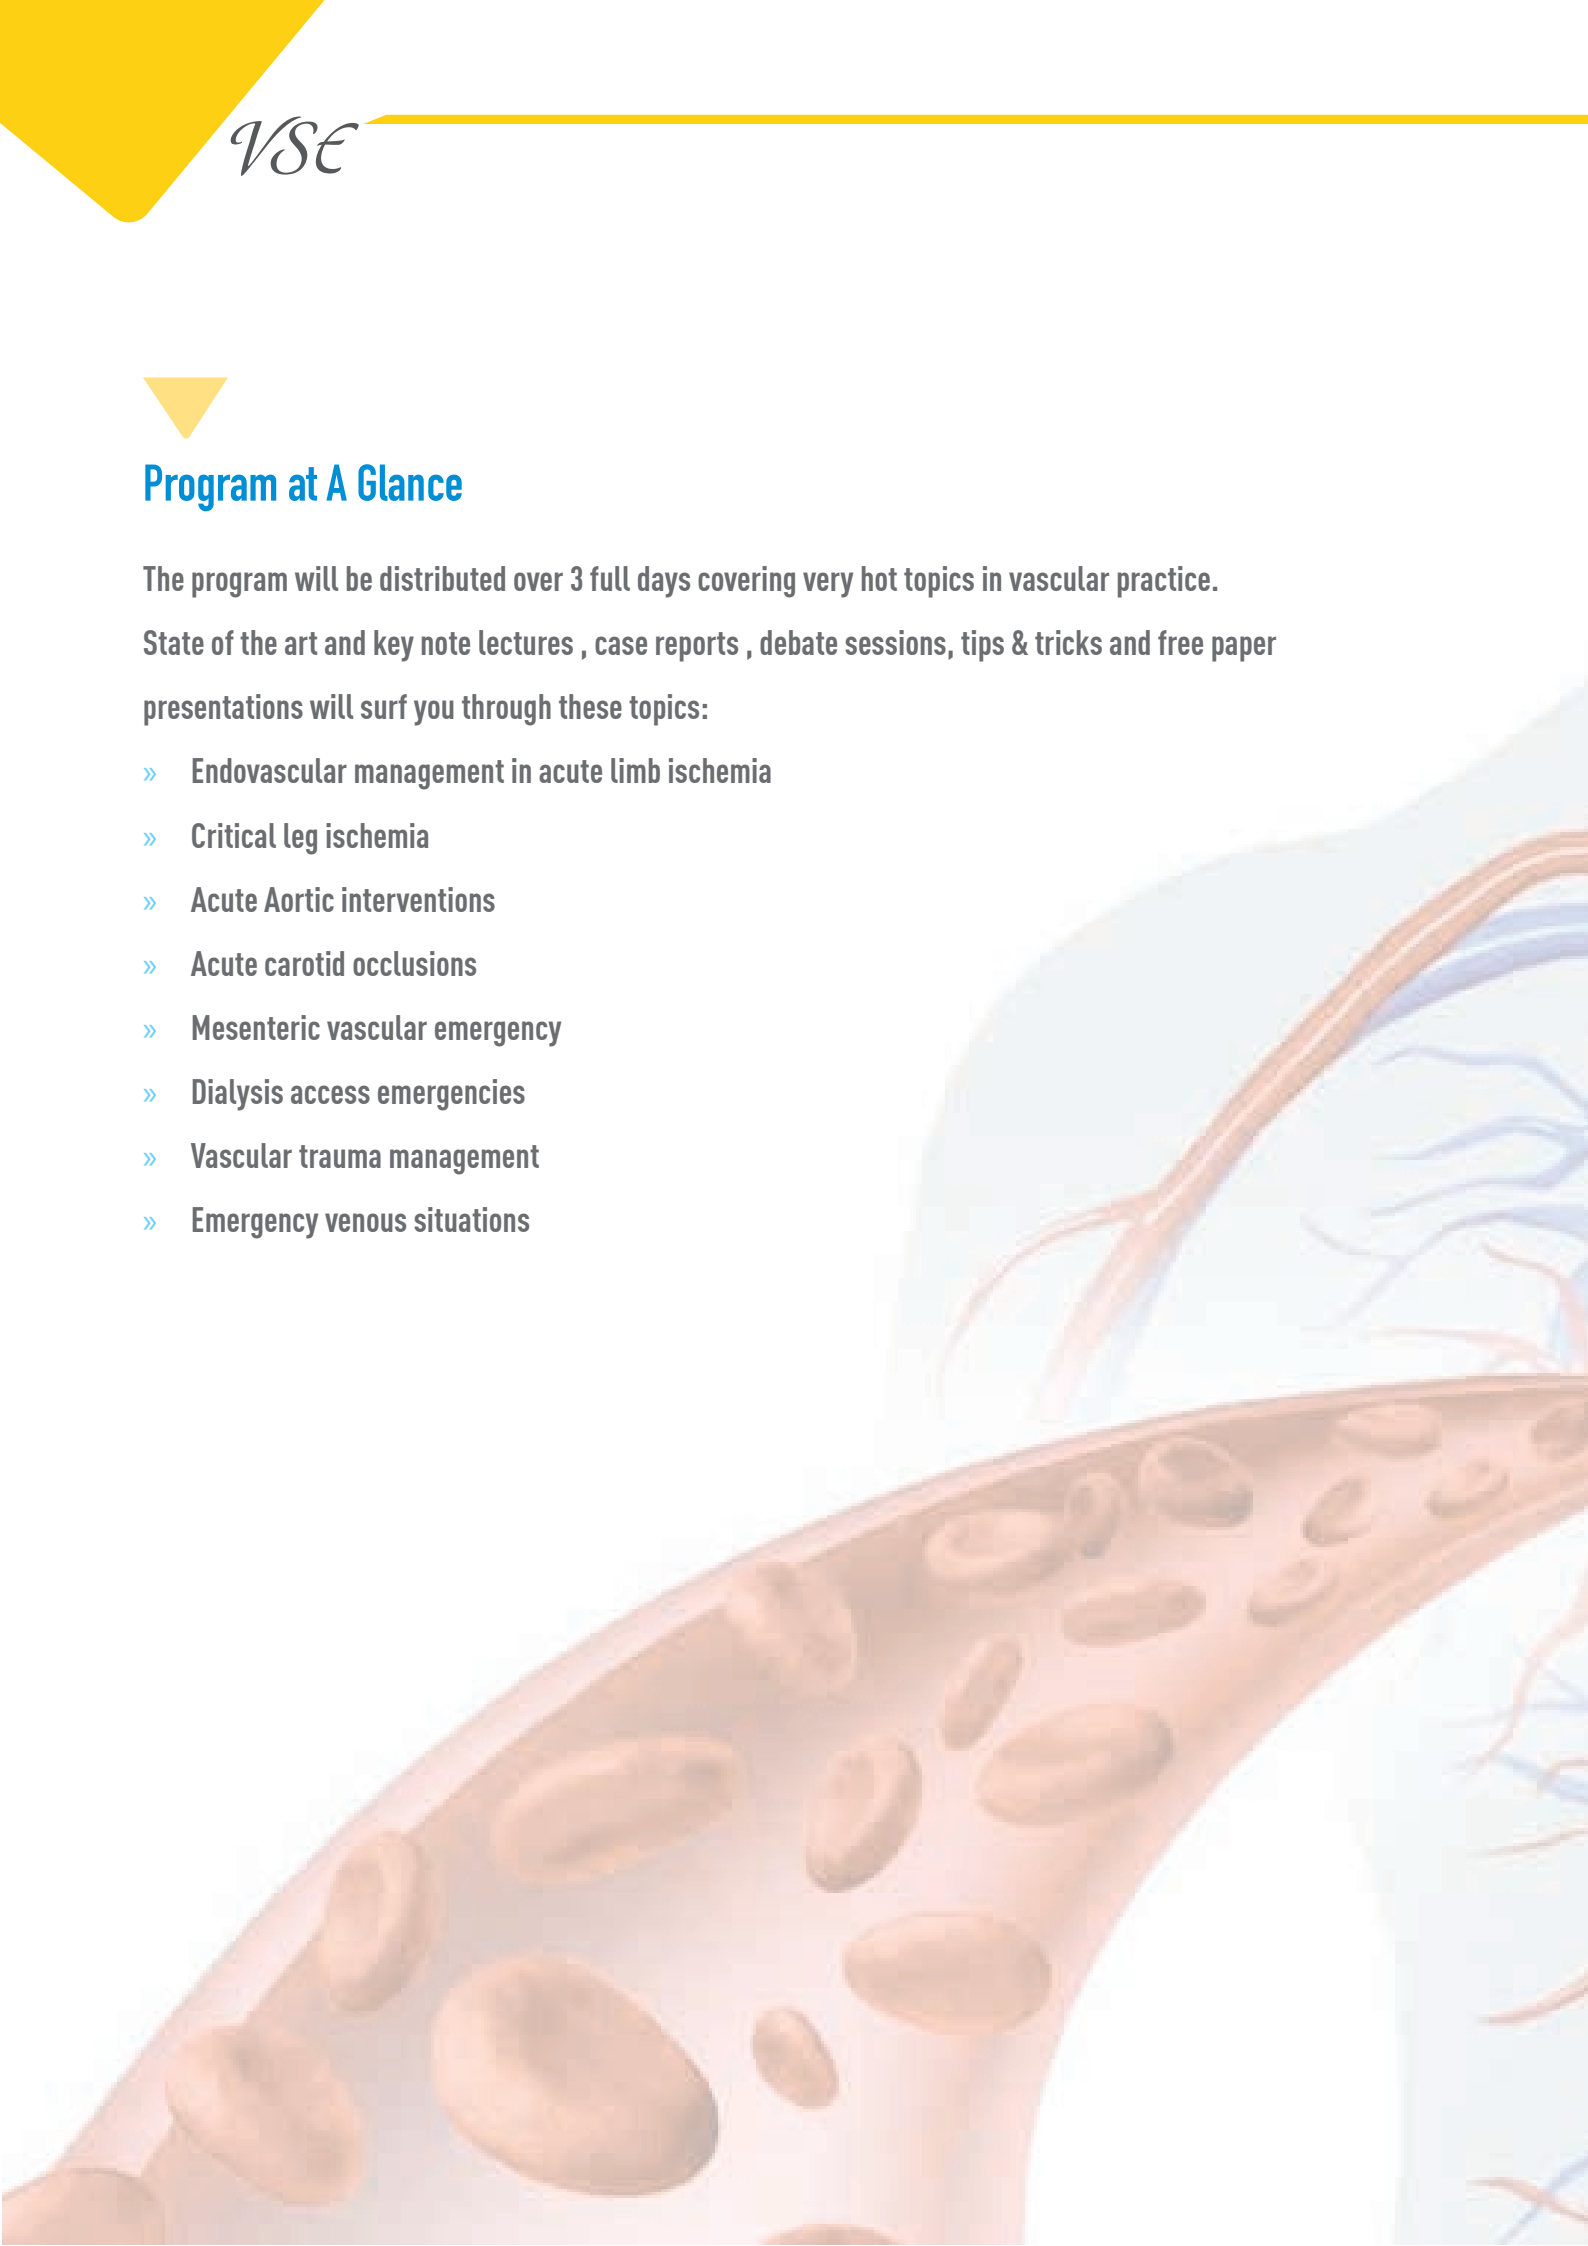 VSE
Program at A Glance
The program will be distributed over 3 full days covering very hot topics in vascular practice.
State of the art and key note lectures , case reports , debate sessions, tips & tricks and free paper
presentations will surf you through these topics:
» Endovascular management in acute limb ischemia
» Critical leg ischemia
» Acute Aortic interventions
» Acute carotid occlusions
» Mesenteric vascular emergency
» Dialysis access emergencies
» Vascular trauma management
» Emergency venous situations